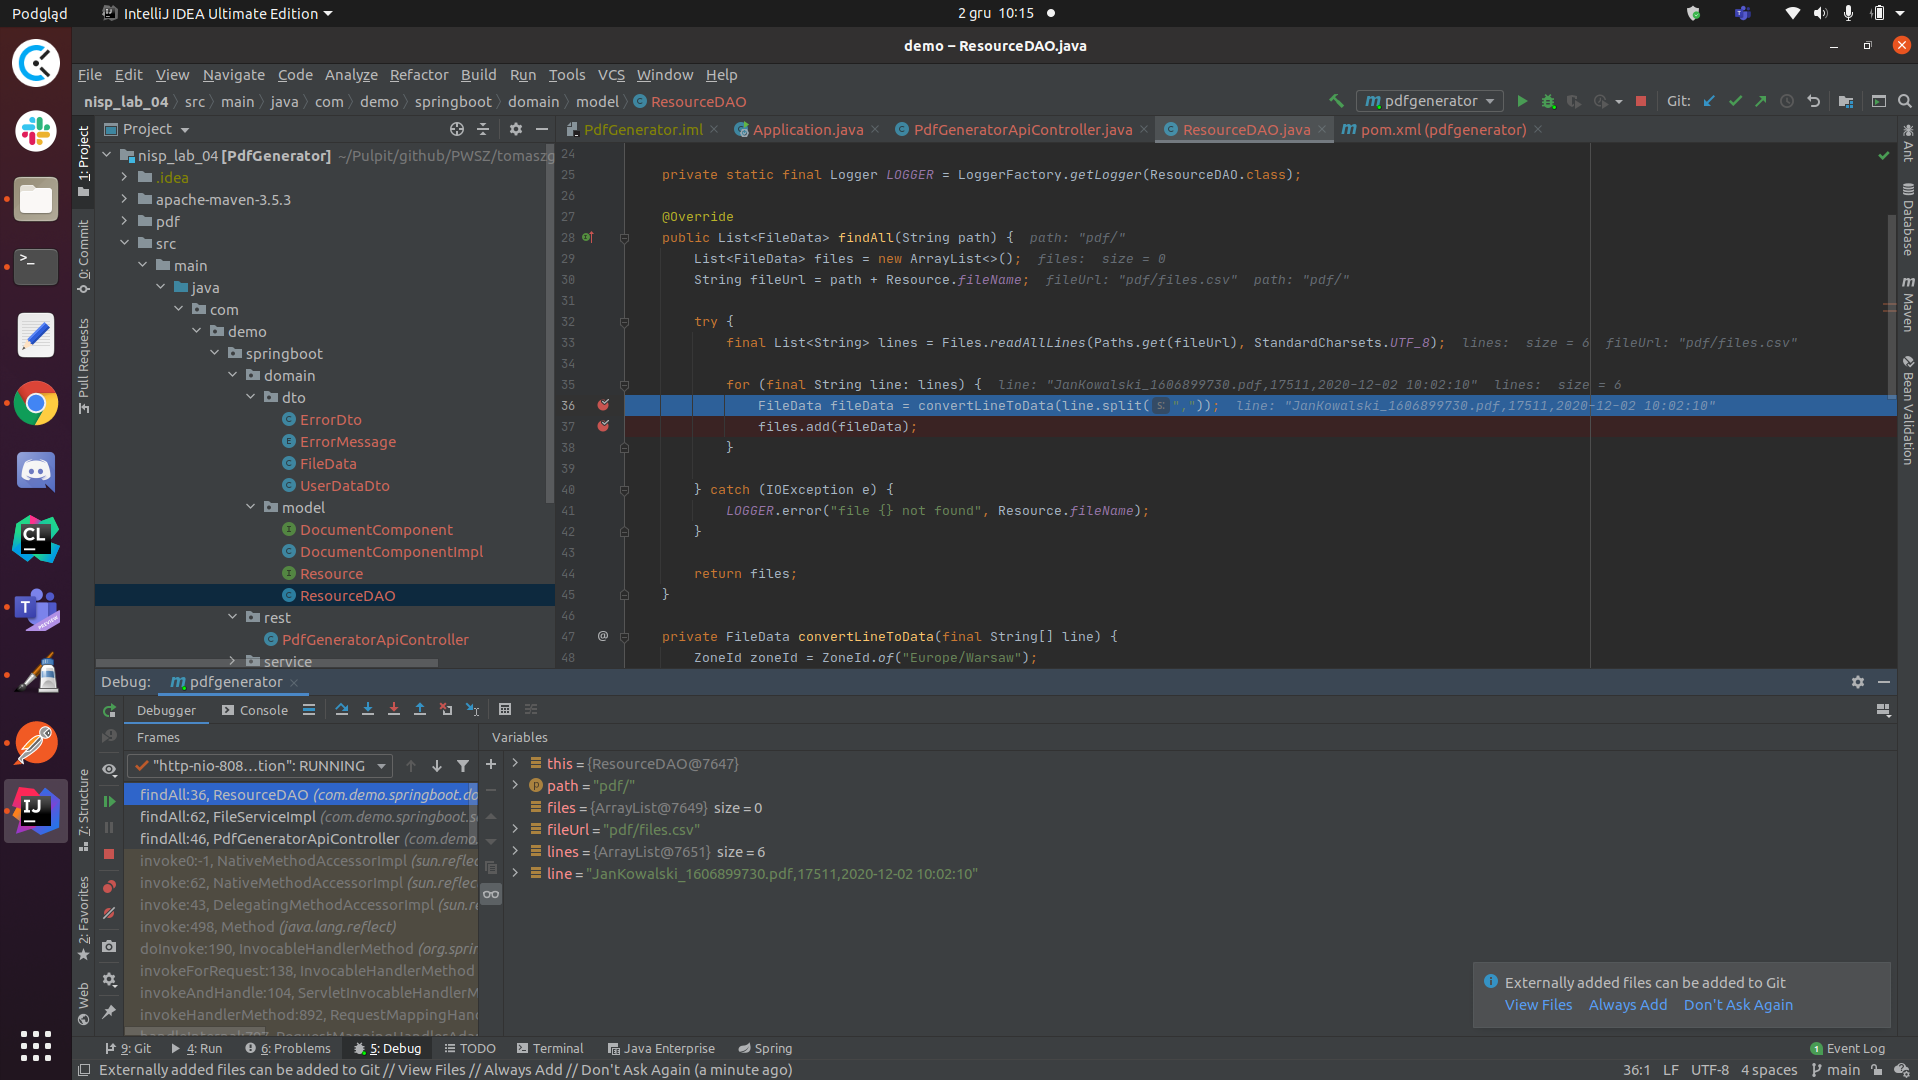 Podgląd
IntelliJ IDEA Ultimate Edition
2 gru 10:15
demo – ResourceDAO.java
File Edit View Navigate Code Analyze Refactor Build Run Tools VCS Window Help
nisp_lab_04 src main java com demo springboot domain model ResourceDAO
pdfgenerator
Git:
Project
PdfGenerator.iml
Application.java
PdfGeneratorApiController.java
ResourceDAO.java
pom.xml (pdfgenerator)
1: Project
0: Commit
Pull Requests
7: Structure
2: Favorites
Web
nisp_lab_04 [PdfGenerator] ~/Pulpit/github/PWSZ/tomaszg
.idea
apache-maven-3.5.3
pdf
src
main
java
com
demo
springboot
domain
dto
ErrorDto
ErrorMessage
FileData
UserDataDto
model
DocumentComponent
DocumentComponentImpl
Resource
ResourceDAO
rest
PdfGeneratorApiController
service
24
25 private static final Logger LOGGER = LoggerFactory.getLogger(ResourceDAO.class);
26
27 @Override
28 public List<FileData> findAll(String path) { path: "pdf/"
29 List<FileData> files = new ArrayList<>(); files: size = 0
30 String fileUrl = path + Resource.fileName; fileUrl: "pdf/files.csv" path: "pdf/"
31
32 try {
33 final List<String> lines = Files.readAllLines(Paths.get(fileUrl), StandardCharsets.UTF_8); lines: size = 6 fileUrl: "pdf/files.csv"
34
35 for (final String line: lines) { line: "JanKowalski_1606899730.pdf,17511,2020-12-02 10:02:10" lines: size = 6
36 FileData fileData = convertLineToData(line.split( s: ",")); line: "JanKowalski_1606899730.pdf,17511,2020-12-02 10:02:10"
37 files.add(fileData);
38 }
39
40 } catch (IOException e) {
41 LOGGER.error("file {} not found", Resource.fileName);
42 }
43
44 return files;
45 }
46
47 @ private FileData convertLineToData(final String[] line) {
48 ZoneId zoneId = ZoneId.of("Europe/Warsaw");
Ant
Database
Maven
Bean Validation
Debug: pdfgenerator
Debugger Console
Frames
Variables
"http-nio-808...tion": RUNNING
findAll:36, ResourceDAO (com.demo.springboot.do
findAll:62, FileServiceImpl (com.demo.springboot.se
findAll:46, PdfGeneratorApiController (com.demo.
invoke0:-1, NativeMethodAccessorImpl (sun.reflec
invoke:62, NativeMethodAccessorImpl (sun.reflec
invoke:43, DelegatingMethodAccessorImpl (sun.r
invoke:498, Method (java.lang.reflect)
doInvoke:190, InvocableHandlerMethod (org.sprin
invokeForRequest:138, InvocableHandlerMethod
invokeAndHandle:104, ServletInvocableHandlerM
invokeHandlerMethod:892, RequestMappingHand
this = {ResourceDAO@7647}
path = "pdf/"
files = {ArrayList@7649} size = 0
fileUrl = "pdf/files.csv"
lines = {ArrayList@7651} size = 6
line = "JanKowalski_1606899730.pdf,17511,2020-12-02 10:02:10"
Externally added files can be added to Git
View Files Always Add Don't Ask Again
9: Git 4: Run 6: Problems 5: Debug TODO Terminal Java Enterprise Spring
1 Event Log
Externally added files can be added to Git // View Files // Always Add // Don't Ask Again (a minute ago)
36:1 LF UTF-8 4 spaces main